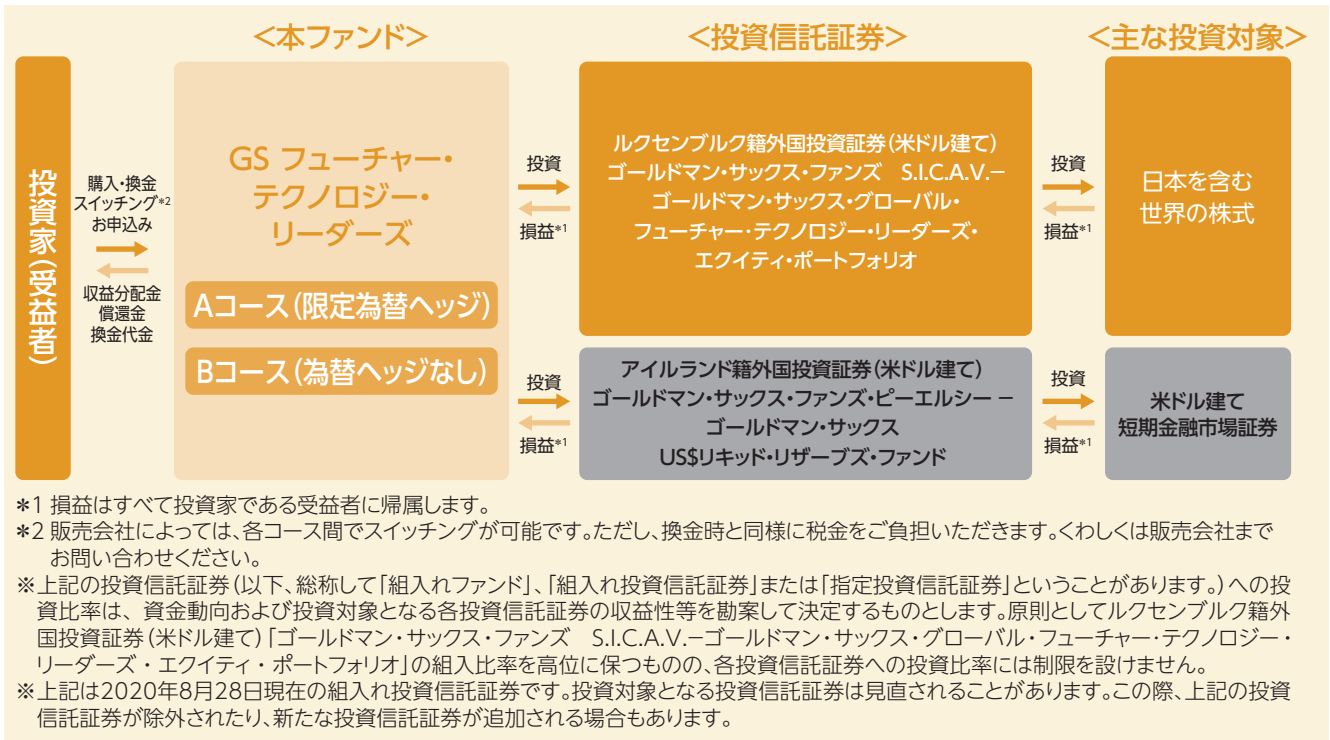 <本ファンド>
<投資信託証券>
<主な投資対象>
投資家(受益者)
購入・換金
スイッチング*2
お申込み
収益分配金
償還金
換金代金
GS フューチャー・
テクノロジー・
リーダーズ
Aコース(限定為替ヘッジ)
Bコース(為替ヘッジなし)
投資
損益*1
ルクセンブルク籍外国投資証券(米ドル建て)
ゴールドマン・サックス・ファンズ　S.I.C.A.V.−
ゴールドマン・サックス・グローバル・
フューチャー・テクノロジー・リーダーズ・
エクイティ・ポートフォリオ
投資
損益*1
日本を含む
世界の株式
投資
損益*1
アイルランド籍外国投資証券(米ドル建て)
ゴールドマン・サックス・ファンズ・ピーエルシー −
ゴールドマン・サックス
US$リキッド・リザーブズ・ファンド
投資
損益*1
米ドル建て
短期金融市場証券
*1 損益はすべて投資家である受益者に帰属します。
*2 販売会社によっては、各コース間でスイッチングが可能です。ただし、換金時と同様に税金をご負担いただきます。くわしくは販売会社まで
お問い合わせください。
※上記の投資信託証券(以下、総称して「組入れファンド」、「組入れ投資信託証券」または「指定投資信託証券」ということがあります。)への投
資比率は、資金動向および投資対象となる各投資信託証券の収益性等を勘案して決定するものとします。原則としてルクセンブルク籍外
国投資証券(米ドル建て)「ゴールドマン・サックス・ファンズ　S.I.C.A.V.−ゴールドマン・サックス・グローバル・フューチャー・テクノロジー・
リーダーズ・エクイティ・ポートフォリオ」の組入比率を高位に保つものの、各投資信託証券への投資比率には制限を設けません。
※上記は2020年8月28日現在の組入れ投資信託証券です。投資対象となる投資信託証券は見直されることがあります。この際、上記の投資
信託証券が除外されたり、新たな投資信託証券が追加される場合もあります。